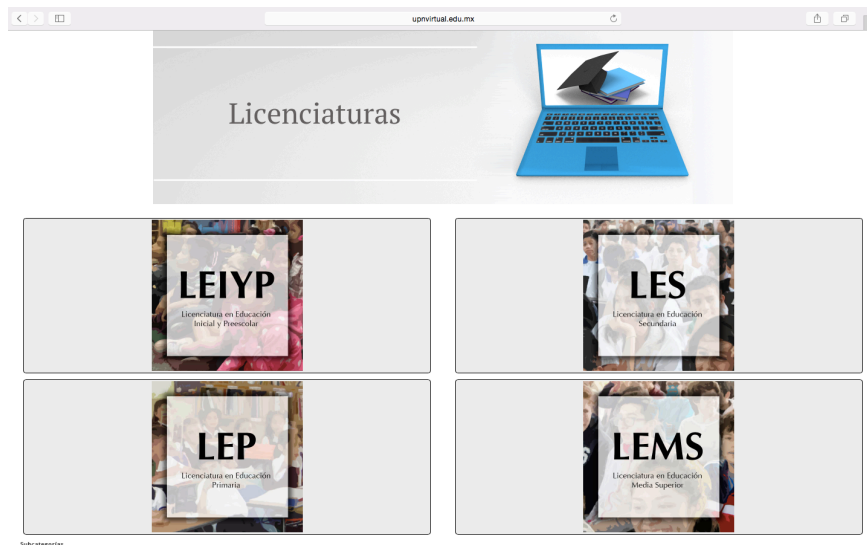 upnvirtual.edu.mx
Licenciaturas
LEIYP
Licenciatura en Educación
Inicial y Preescolar
LES
Licenciatura en Educación
Secundaria
LEP
Licenciatura en Educación
Primaria
LEMS
Licenciatura en Educación
Media Superior
Subcategorías